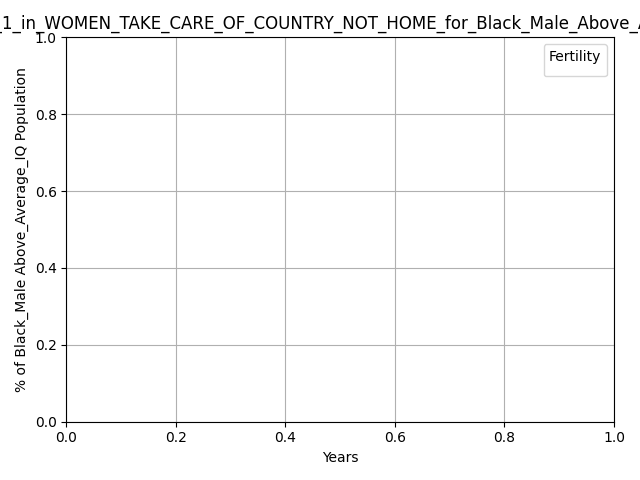 _1_in_WOMEN_TAKE_CARE_OF_COUNTRY_NOT_HOME_for_Black_Male_Above_
Fertility
% of Black_Male Above_Average_IQ Population
1.0
0.8
0.6
0.4
0.2
0.0
0.0 0.2 0.4 0.6 0.8 1.0
Years